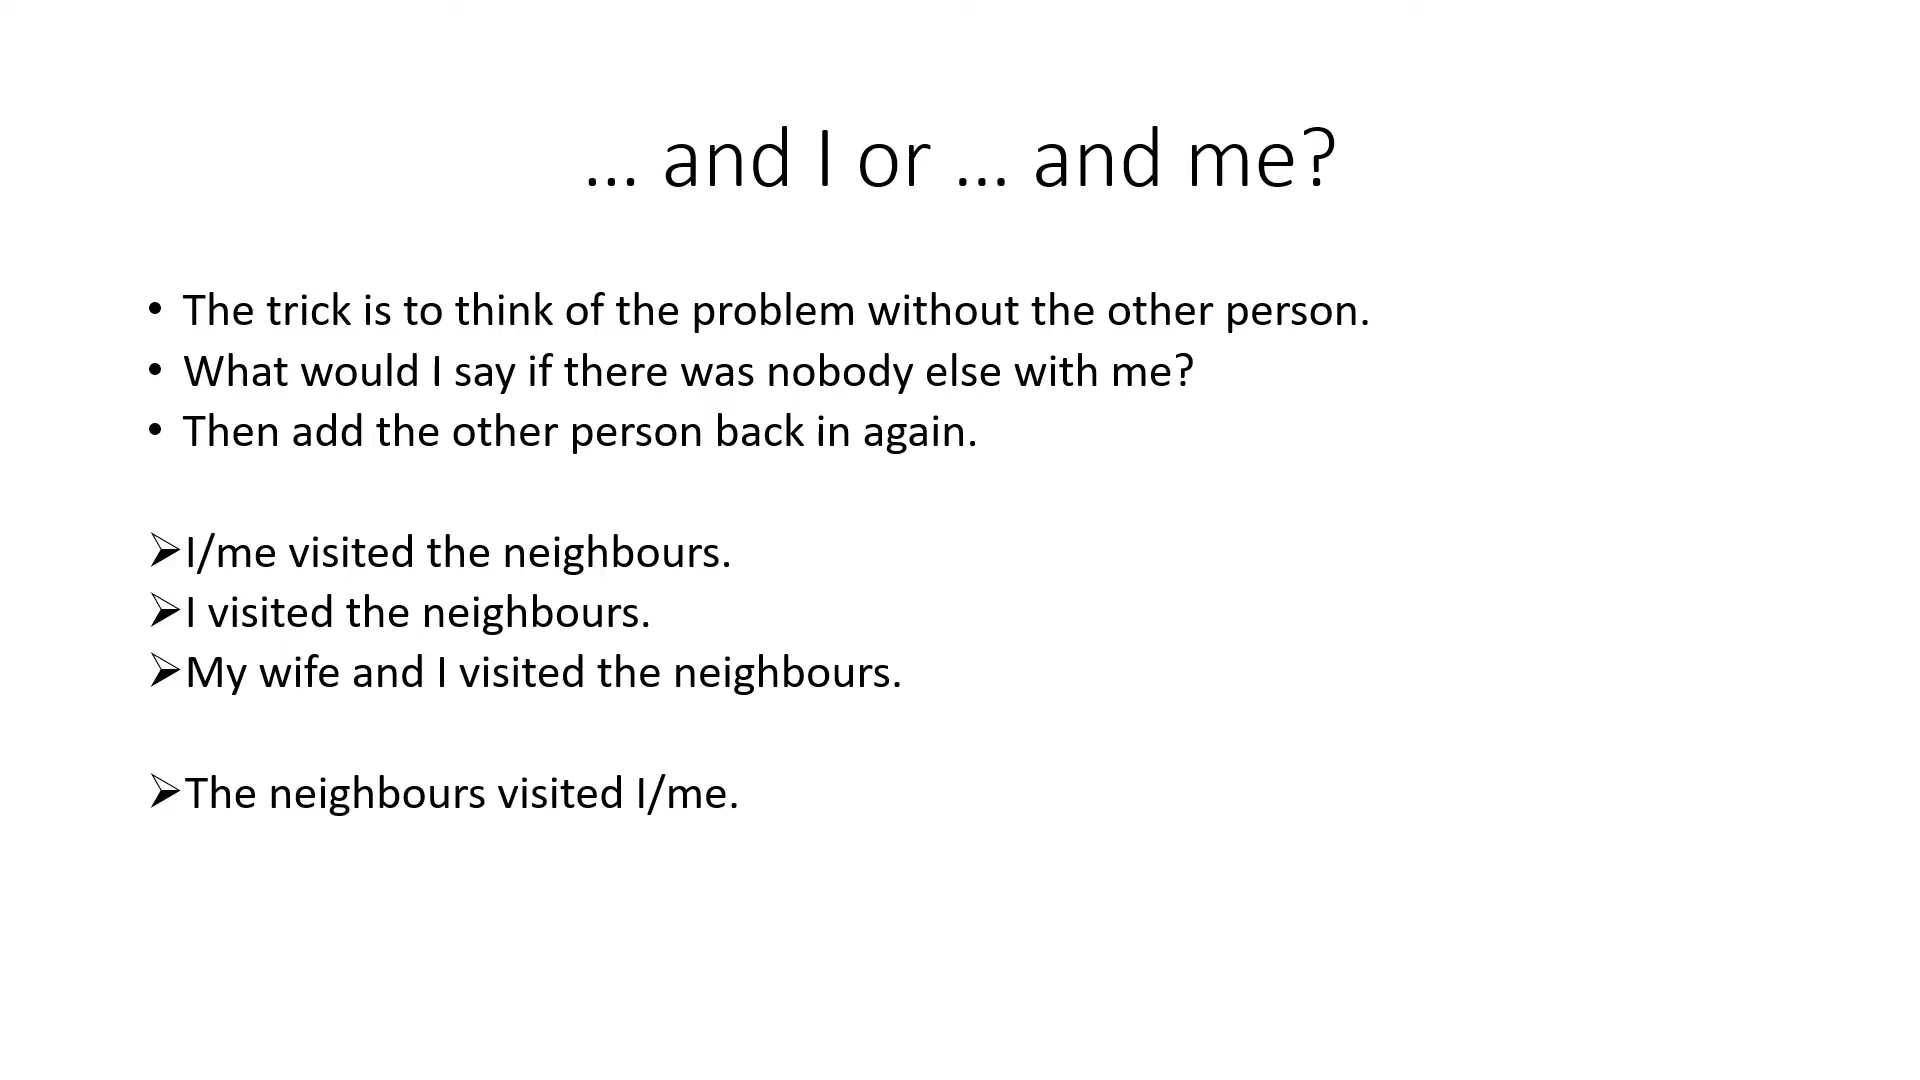 ... and I or ... and me?
• The trick is to think of the problem without the other person.
• What would I say if there was nobody else with me?
• Then add the other person back in again.
➢I/me visited the neighbours.
➢I visited the neighbours.
➢My wife and I visited the neighbours.
➢The neighbours visited I/me.